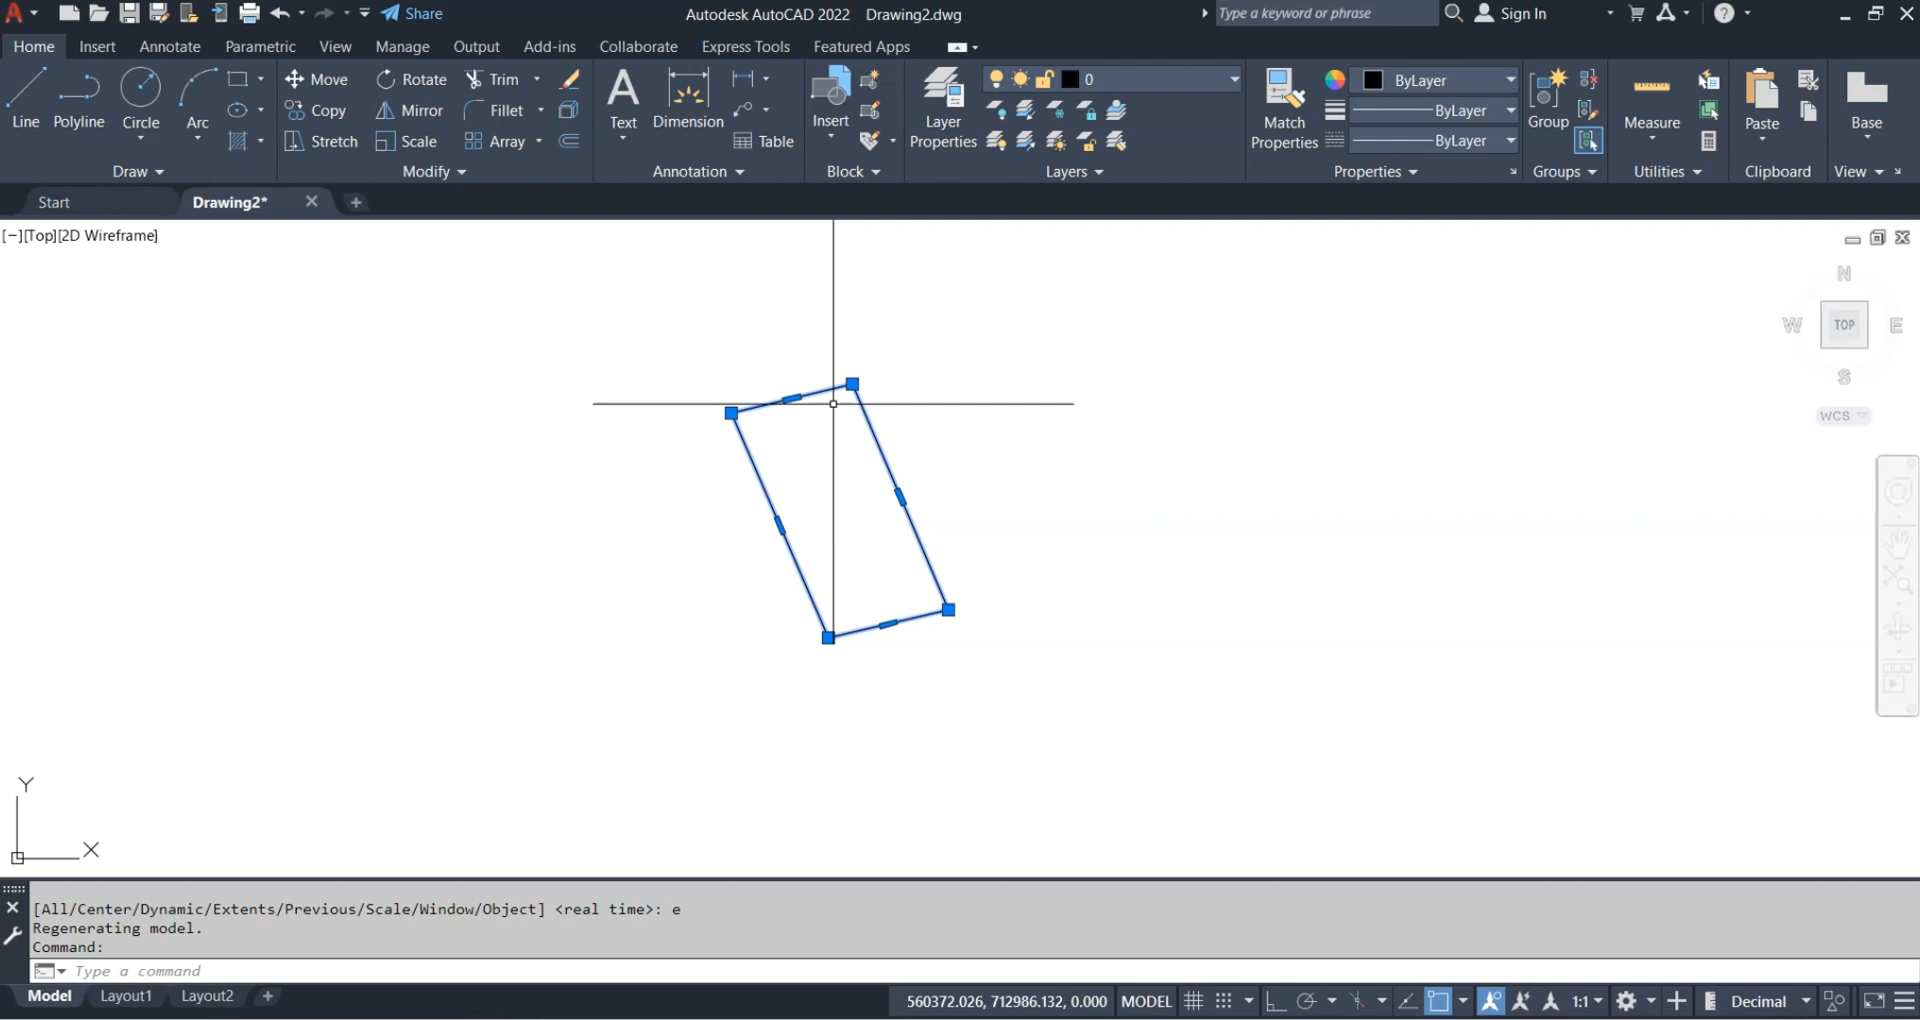 Share
Autodesk AutoCAD 2022 Drawing2.dwg
Type a keyword or phrase
Sign In
Home Insert Annotate Parametric View Manage Output Add-ins Collaborate Express Tools Featured Apps
Line Polyline Circle Arc
Move Rotate Trim
Copy Mirror Fillet
Stretch Scale Array
Text Dimension Table
Insert
Layer Properties
0
Match Properties
ByLayer
ByLayer
ByLayer
Group
Measure
Paste
Base
Draw Modify Annotation Block Layers Properties Groups Utilities Clipboard View
Start Drawing2*
[−][Top][2D Wireframe]
N
W TOP E
S
WCS
Y
X
[All/Center/Dynamic/Extents/Previous/Scale/Window/Object] <real time>: e
Regenerating model.
Command:
Type a command
Model Layout1 Layout2
560372.026, 712986.132, 0.000 MODEL 1:1 Decimal